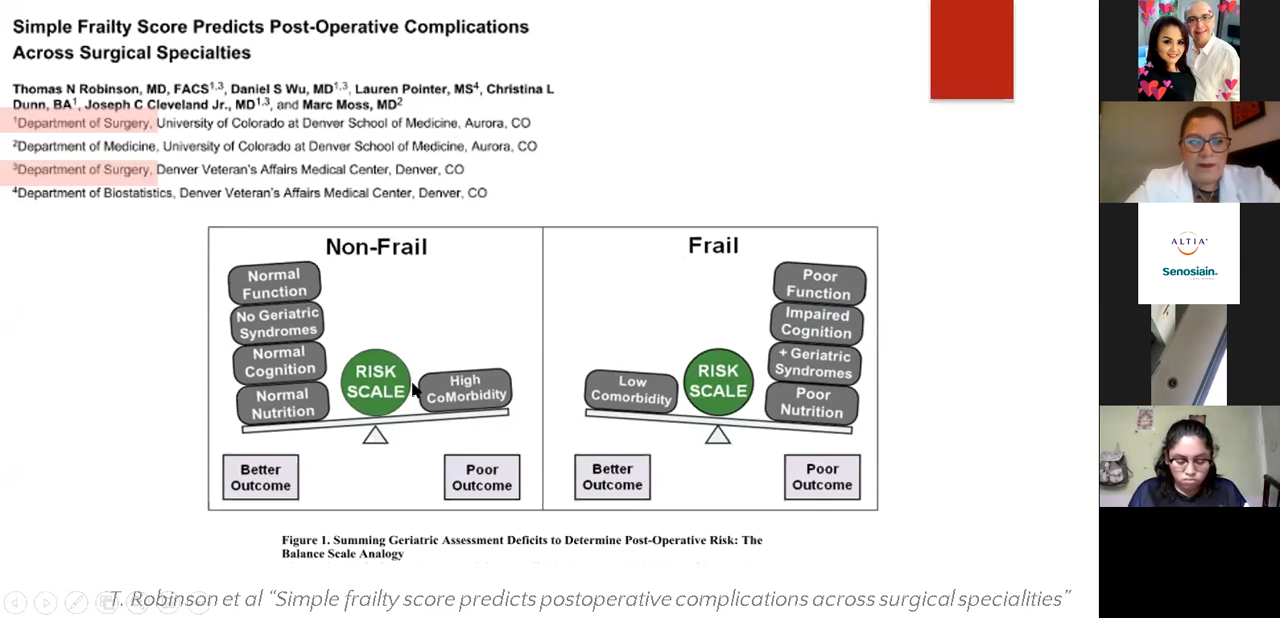 Simple Frailty Score Predicts Post-Operative Complications
Across Surgical Specialties
Thomas N Robinson, MD, FACS1,3, Daniel S Wu, MD1,3, Lauren Pointer, MS4, Christina L
Dunn, BA1, Joseph C Cleveland Jr., MD1,3, and Marc Moss, MD2
1Department of Surgery, University of Colorado at Denver School of Medicine, Aurora, CO
2Department of Medicine, University of Colorado at Denver School of Medicine, Aurora, CO
3Department of Surgery, Denver Veteran's Affairs Medical Center, Denver, CO
4Department of Biostatistics, Denver Veteran's Affairs Medical Center, Denver, CO
Non-Frail
Normal
Function
No Geriatric
Syndromes
Normal
Cognition
Normal
Nutrition
RISK
SCALE
High
CoMorbidity
Better
Outcome
Poor
Outcome
Frail
Low
Comorbidity
RISK
SCALE
Poor
Function
Impaired
Cognition
+ Geriatric
Syndromes
Poor
Nutrition
Better
Outcome
Poor
Outcome
Figure 1. Summing Geriatric Assessment Deficits to Determine Post-Operative Risk: The
Balance Scale Analogy
T. Robinson et al “Simple frailty score predicts postoperative complications across surgical specialities”
ALTIA
Senosiain